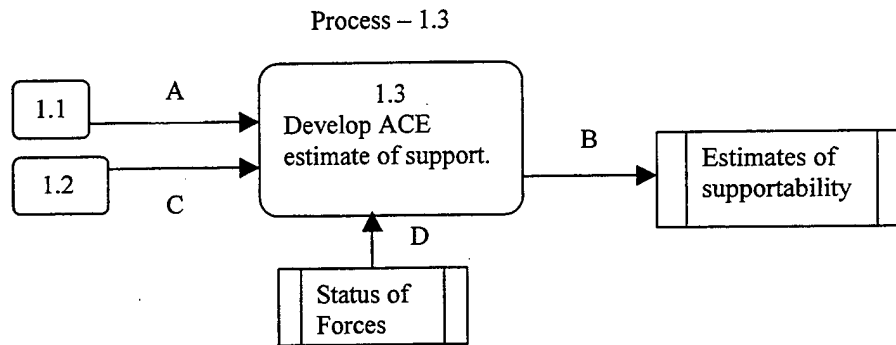 Process – 1.3
1.1
A
1.2
C
1.3
Develop ACE
estimate of support.
B
Estimates of
supportability
D
Status of
Forces